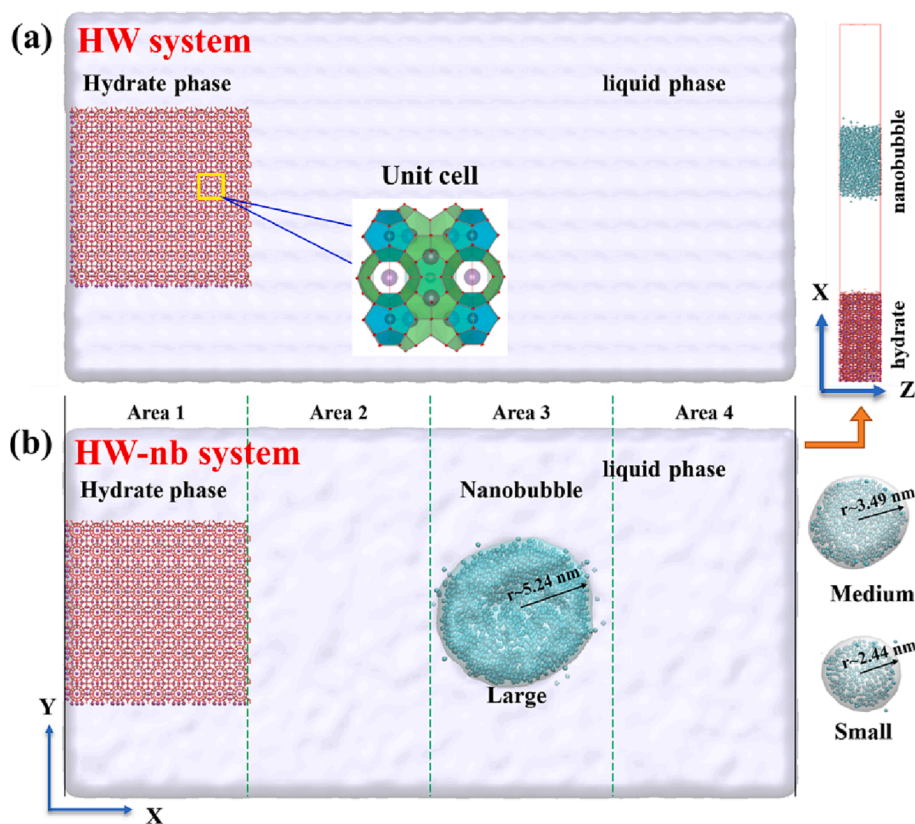 (a)
HW system
Hydrate phase
liquid phase
Unit cell
nanobubble
hydrate
X
Z
Area 1
Area 2
Area 3
Area 4
(b)
HW-nb system
Hydrate phase
liquid phase
Nanobubble
r~5.24 nm
Large
r~3.49 nm
Medium
r~2.44 nm
Small
Y
X